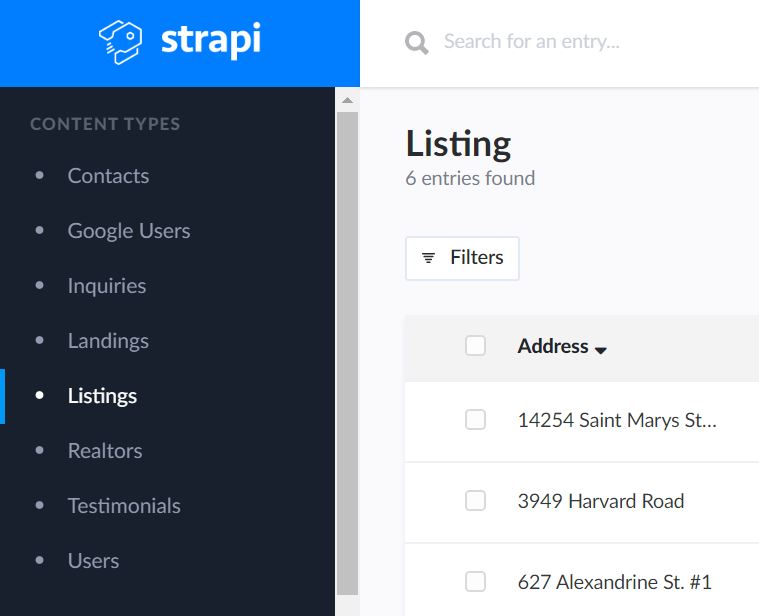 strapi
Search for an entry...
CONTENT TYPES
Contacts
Google Users
Inquiries
Landings
Listings
Realtors
Testimonials
Users
Listing
6 entries found
Filters
Address
14254 Saint Marys St...
3949 Harvard Road
627 Alexandrine St. #1